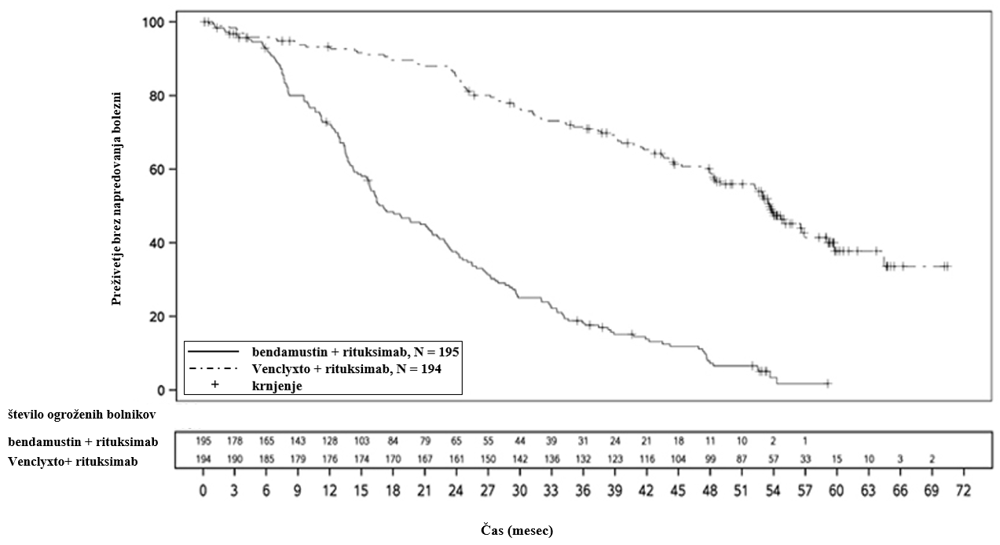 100
80
60
40
20
0
Preživetje brez napredovanja bolezni
bendamustin + rituksimab, N = 195
Venclyxto + rituksimab, N = 194
krnjenje
število ogroženih bolnikov
bendamustin + rituksimab 195 178 165 143 128 103 84 79 65 55 44 39 31 24 21 18 11 10 2 1
Venclyxto+ rituksimab 194 190 185 179 176 174 170 167 161 150 142 136 132 123 116 104 99 87 57 33 15 10 3 2
0 3 6 9 12 15 18 21 24 27 30 33 36 39 42 45 48 51 54 57 60 63 66 69 72
Čas (mesec)